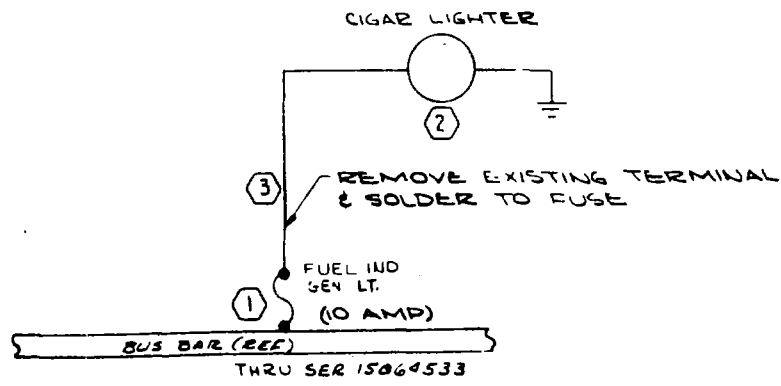 CIGAR LIGHTER
2
3
REMOVE EXISTING TERMINAL
& SOLDER TO FUSE
FUEL IND
GEN LT.
1
(10 AMP)
BUS BAR (REF)
THRU SER 15064533